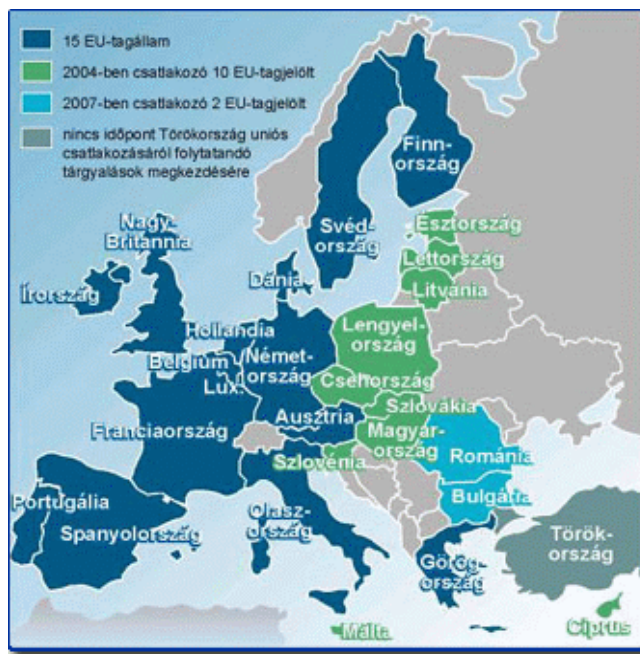 15 EU-tagállam
2004-ben csatlakozó 10 EU-tagjelölt
2007-ben csatlakozó 2 EU-tagjelölt
nincs időpont Törökország uniós
csatlakozásáról folytatandó
tárgyalások megkezdésére
Finn-
ország
Svéd-
ország
Észtország
Lettország
Litvánia
Nagy-
Britannia
Írország
Dánia
Hollandia
Belgium
Lux.
Német-
ország
Lengyel-
ország
Csehország
Szlovákia
Ausztria
Magyar-
ország
Franciaország
Szlovénia
Románia
Bulgária
Portugália
Spanyolország
Olasz-
ország
Görög-
ország
Török-
ország
Málta
Ciprus